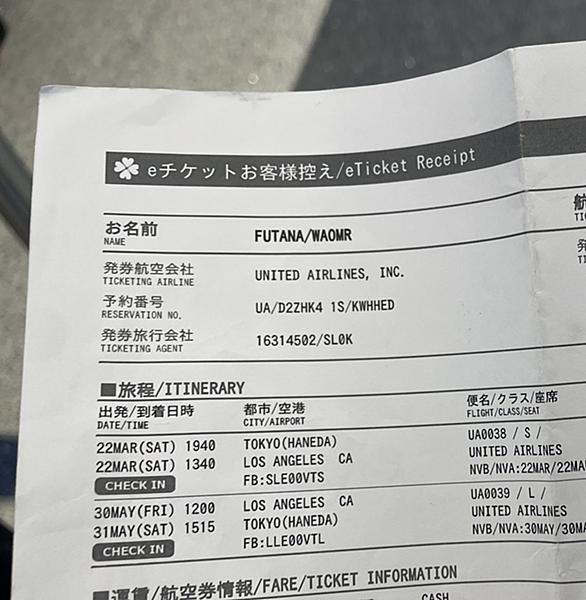 eチケットお客様控え/eTicket Receipt
お名前
NAME
FUTANA/WAOMR
発券航空会社
TICKETING AIRLINE
UNITED AIRLINES, INC.
予約番号
RESERVATION NO.
UA/D2ZHK4 1S/KWHHED
発券旅行会社
TICKETING AGENT
16314502/SL0K
■旅程/ITINERARY
出発/到着日時
DATE/TIME
都市/空港
CITY/AIRPORT
便名/クラス/座席
FLIGHT/CLASS/SEAT
22MAR(SAT) 1940 TOKYO(HANEDA) UA0038 / S /
22MAR(SAT) 1340 LOS ANGELES CA UNITED AIRLINES
CHECK IN FB:SLE00VTS NVB/NVA:22MAR/22MA
30MAY(FRI) 1200 LOS ANGELES CA UA0039 / L /
31MAY(SAT) 1515 TOKYO(HANEDA) UNITED AIRLINES
CHECK IN FB:LLE00VTL NVB/NVA:30MAY/30MA
■運賃/航空券情報/FARE/TICKET INFORMATION
CASH